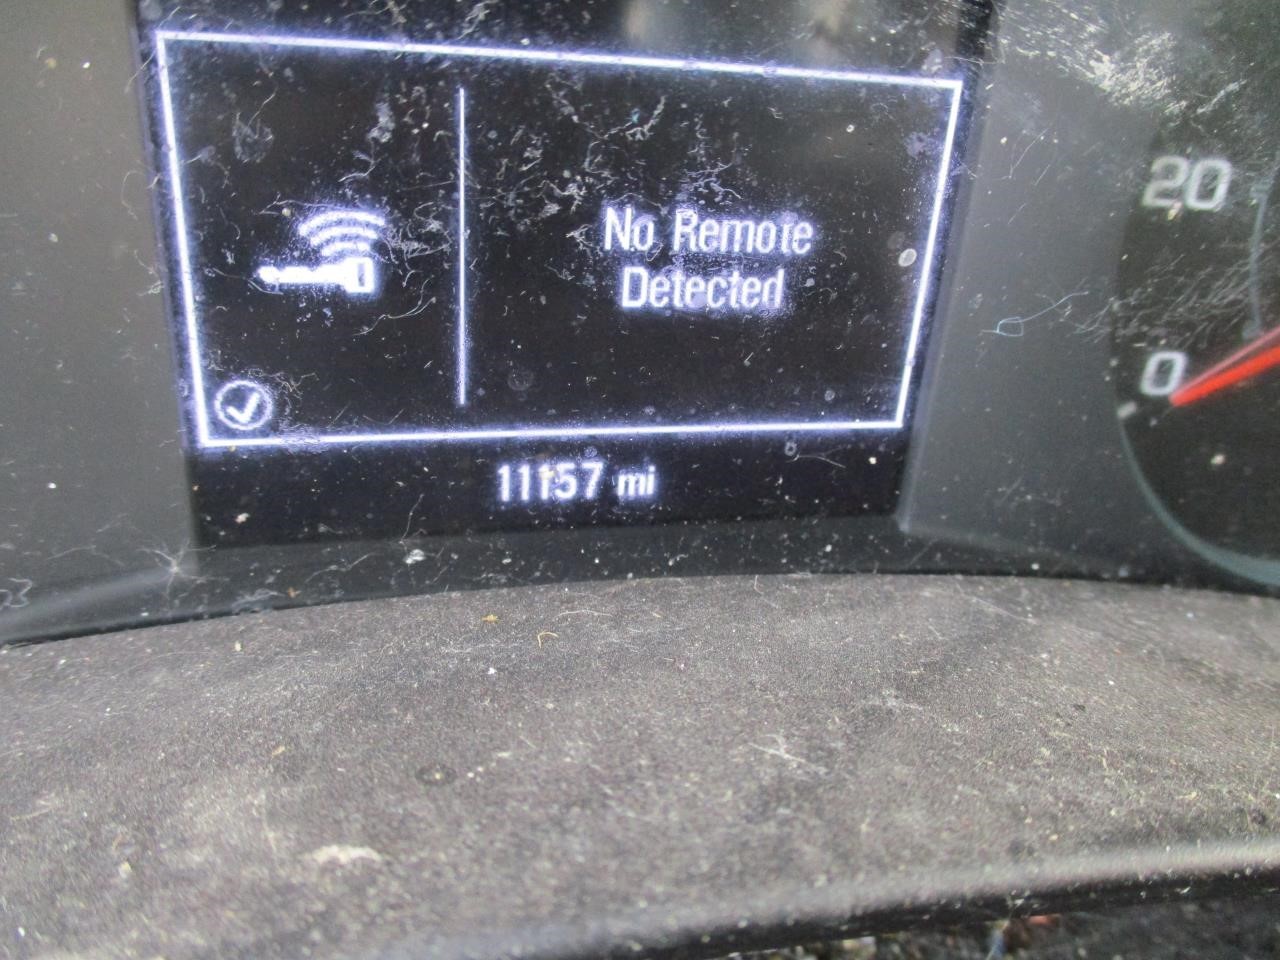 No Remote
Detected
11157 mi
20
0